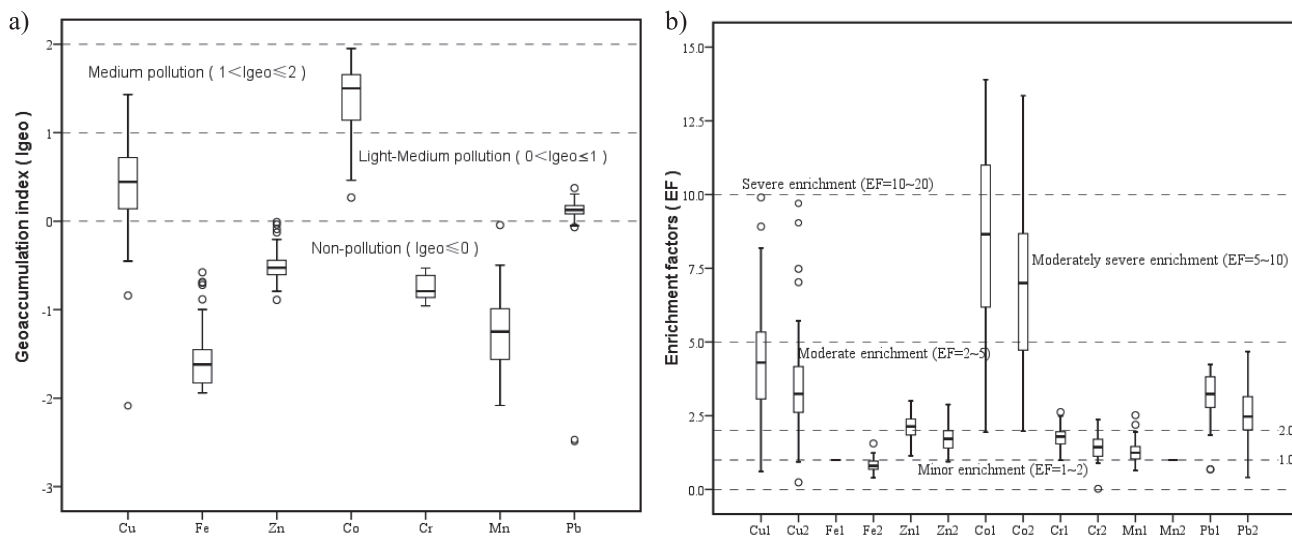 a)
Geoaccumulation index ( Igeo )
2
1
0
-1
-2
-3
Medium pollution ( 1<Igeo≤2 )
Light-Medium pollution ( 0<Igeo≤1 )
Non-pollution ( Igeo≤0 )
Cu Fe Zn Co Cr Mn Pb
b)
Enrichment factors ( EF )
15.0
12.5
10.0
7.5
5.0
2.5
0.0
Severe enrichment (EF=10~20)
Moderately severe enrichment (EF=5~10)
Moderate enrichment (EF=2~5)
2.0
1.0
Minor enrichment (EF=1~2)
Cu1 Cu2 Fe1 Fe2 Zn1 Zn2 Co1 Co2 Cr1 Cr2 Mn1 Mn2 Pb1 Pb2